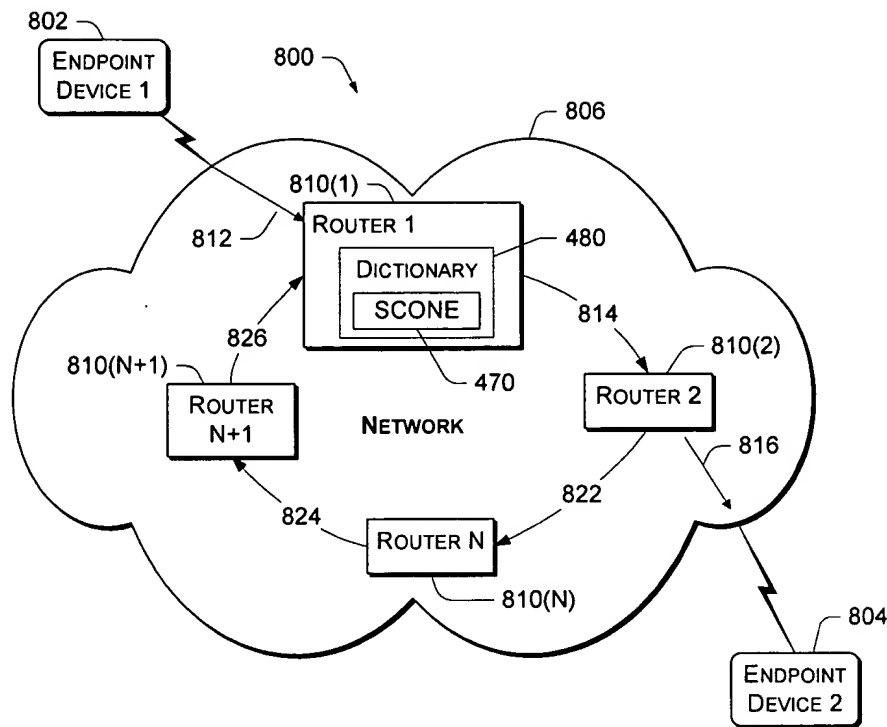 802
ENDPOINT
DEVICE 1
800
806
810(1)
ROUTER 1
812
480
DICTIONARY
SCONE
814
826
810(N+1)
470
810(2)
ROUTER
N+1
ROUTER 2
NETWORK
816
824
822
ROUTER N
810(N)
804
ENDPOINT
DEVICE 2